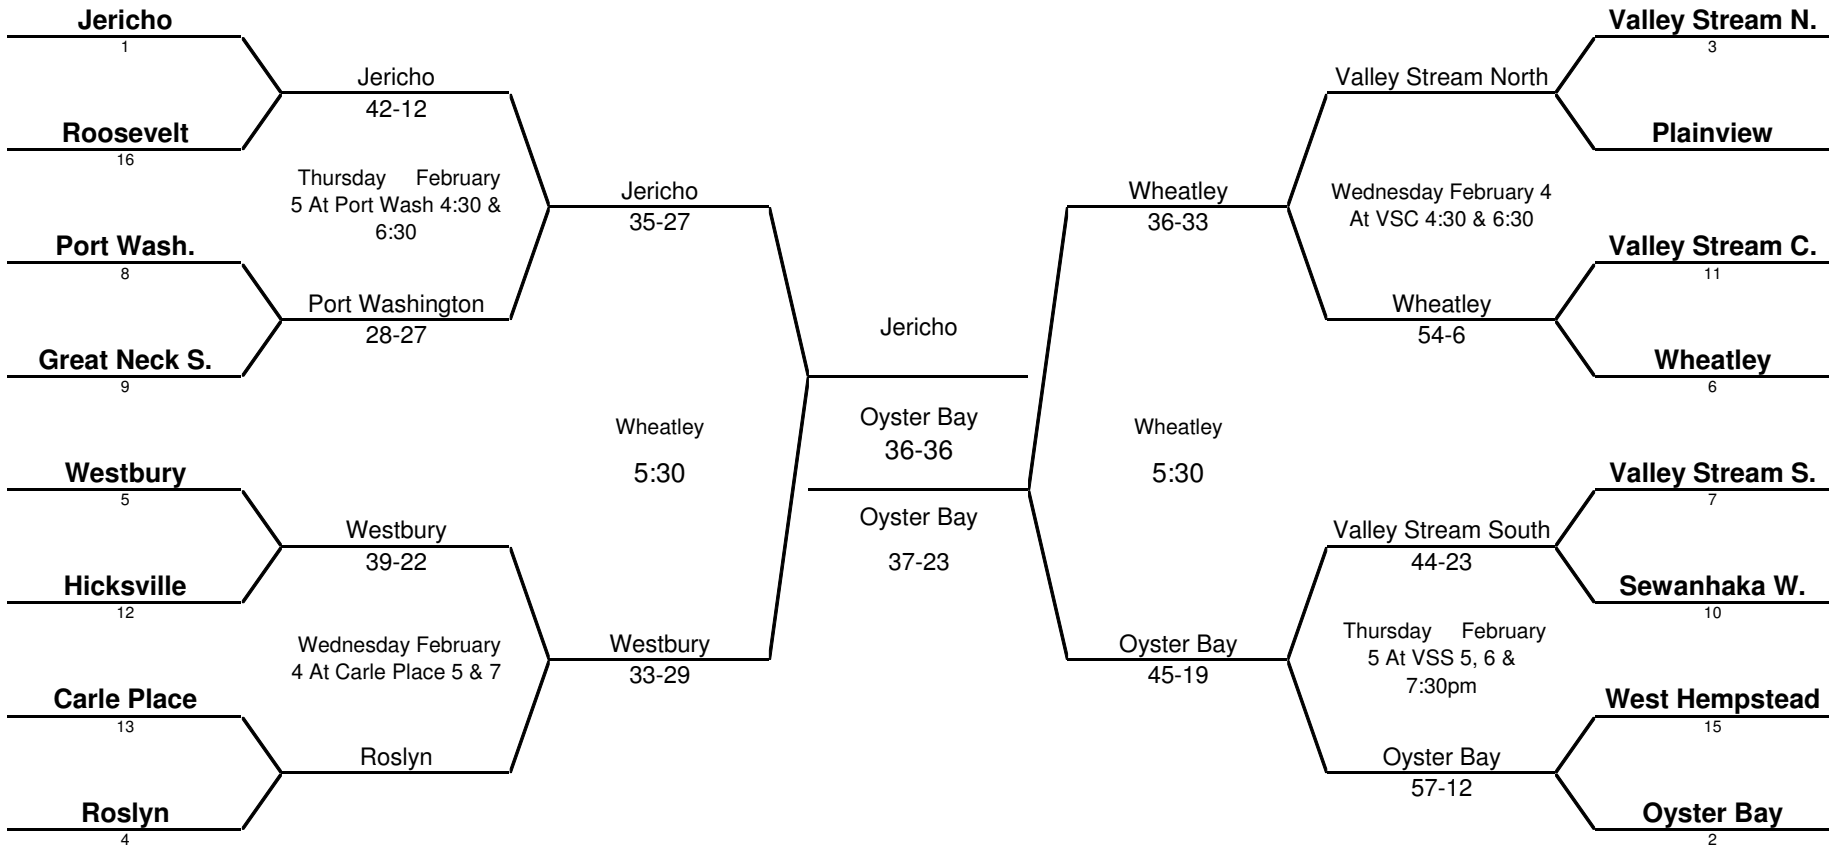 Jericho
1
Roosevelt
16
Port Wash.
8
Great Neck S.
9
Westbury
5
Hicksville
12
Carle Place
13
Roslyn
4
Jericho
42-12
Thursday February
5 At Port Wash 4:30 &
6:30
Port Washington
28-27
Westbury
39-22
Wednesday February
4 At Carle Place 5 & 7
Roslyn
Jericho
35-27
Wheatley
5:30
Westbury
33-29
Jericho
Oyster Bay
36-36
Oyster Bay
37-23
Wheatley
36-33
Wheatley
5:30
Oyster Bay
45-19
Valley Stream North
Wednesday February 4
At VSC 4:30 & 6:30
Wheatley
54-6
Valley Stream South
44-23
Thursday February
5 At VSS 5, 6 &
7:30pm
Oyster Bay
57-12
Valley Stream N.
3
Plainview
Valley Stream C.
11
Wheatley
6
Valley Stream S.
7
Sewanhaka W.
10
West Hempstead
15
Oyster Bay
2